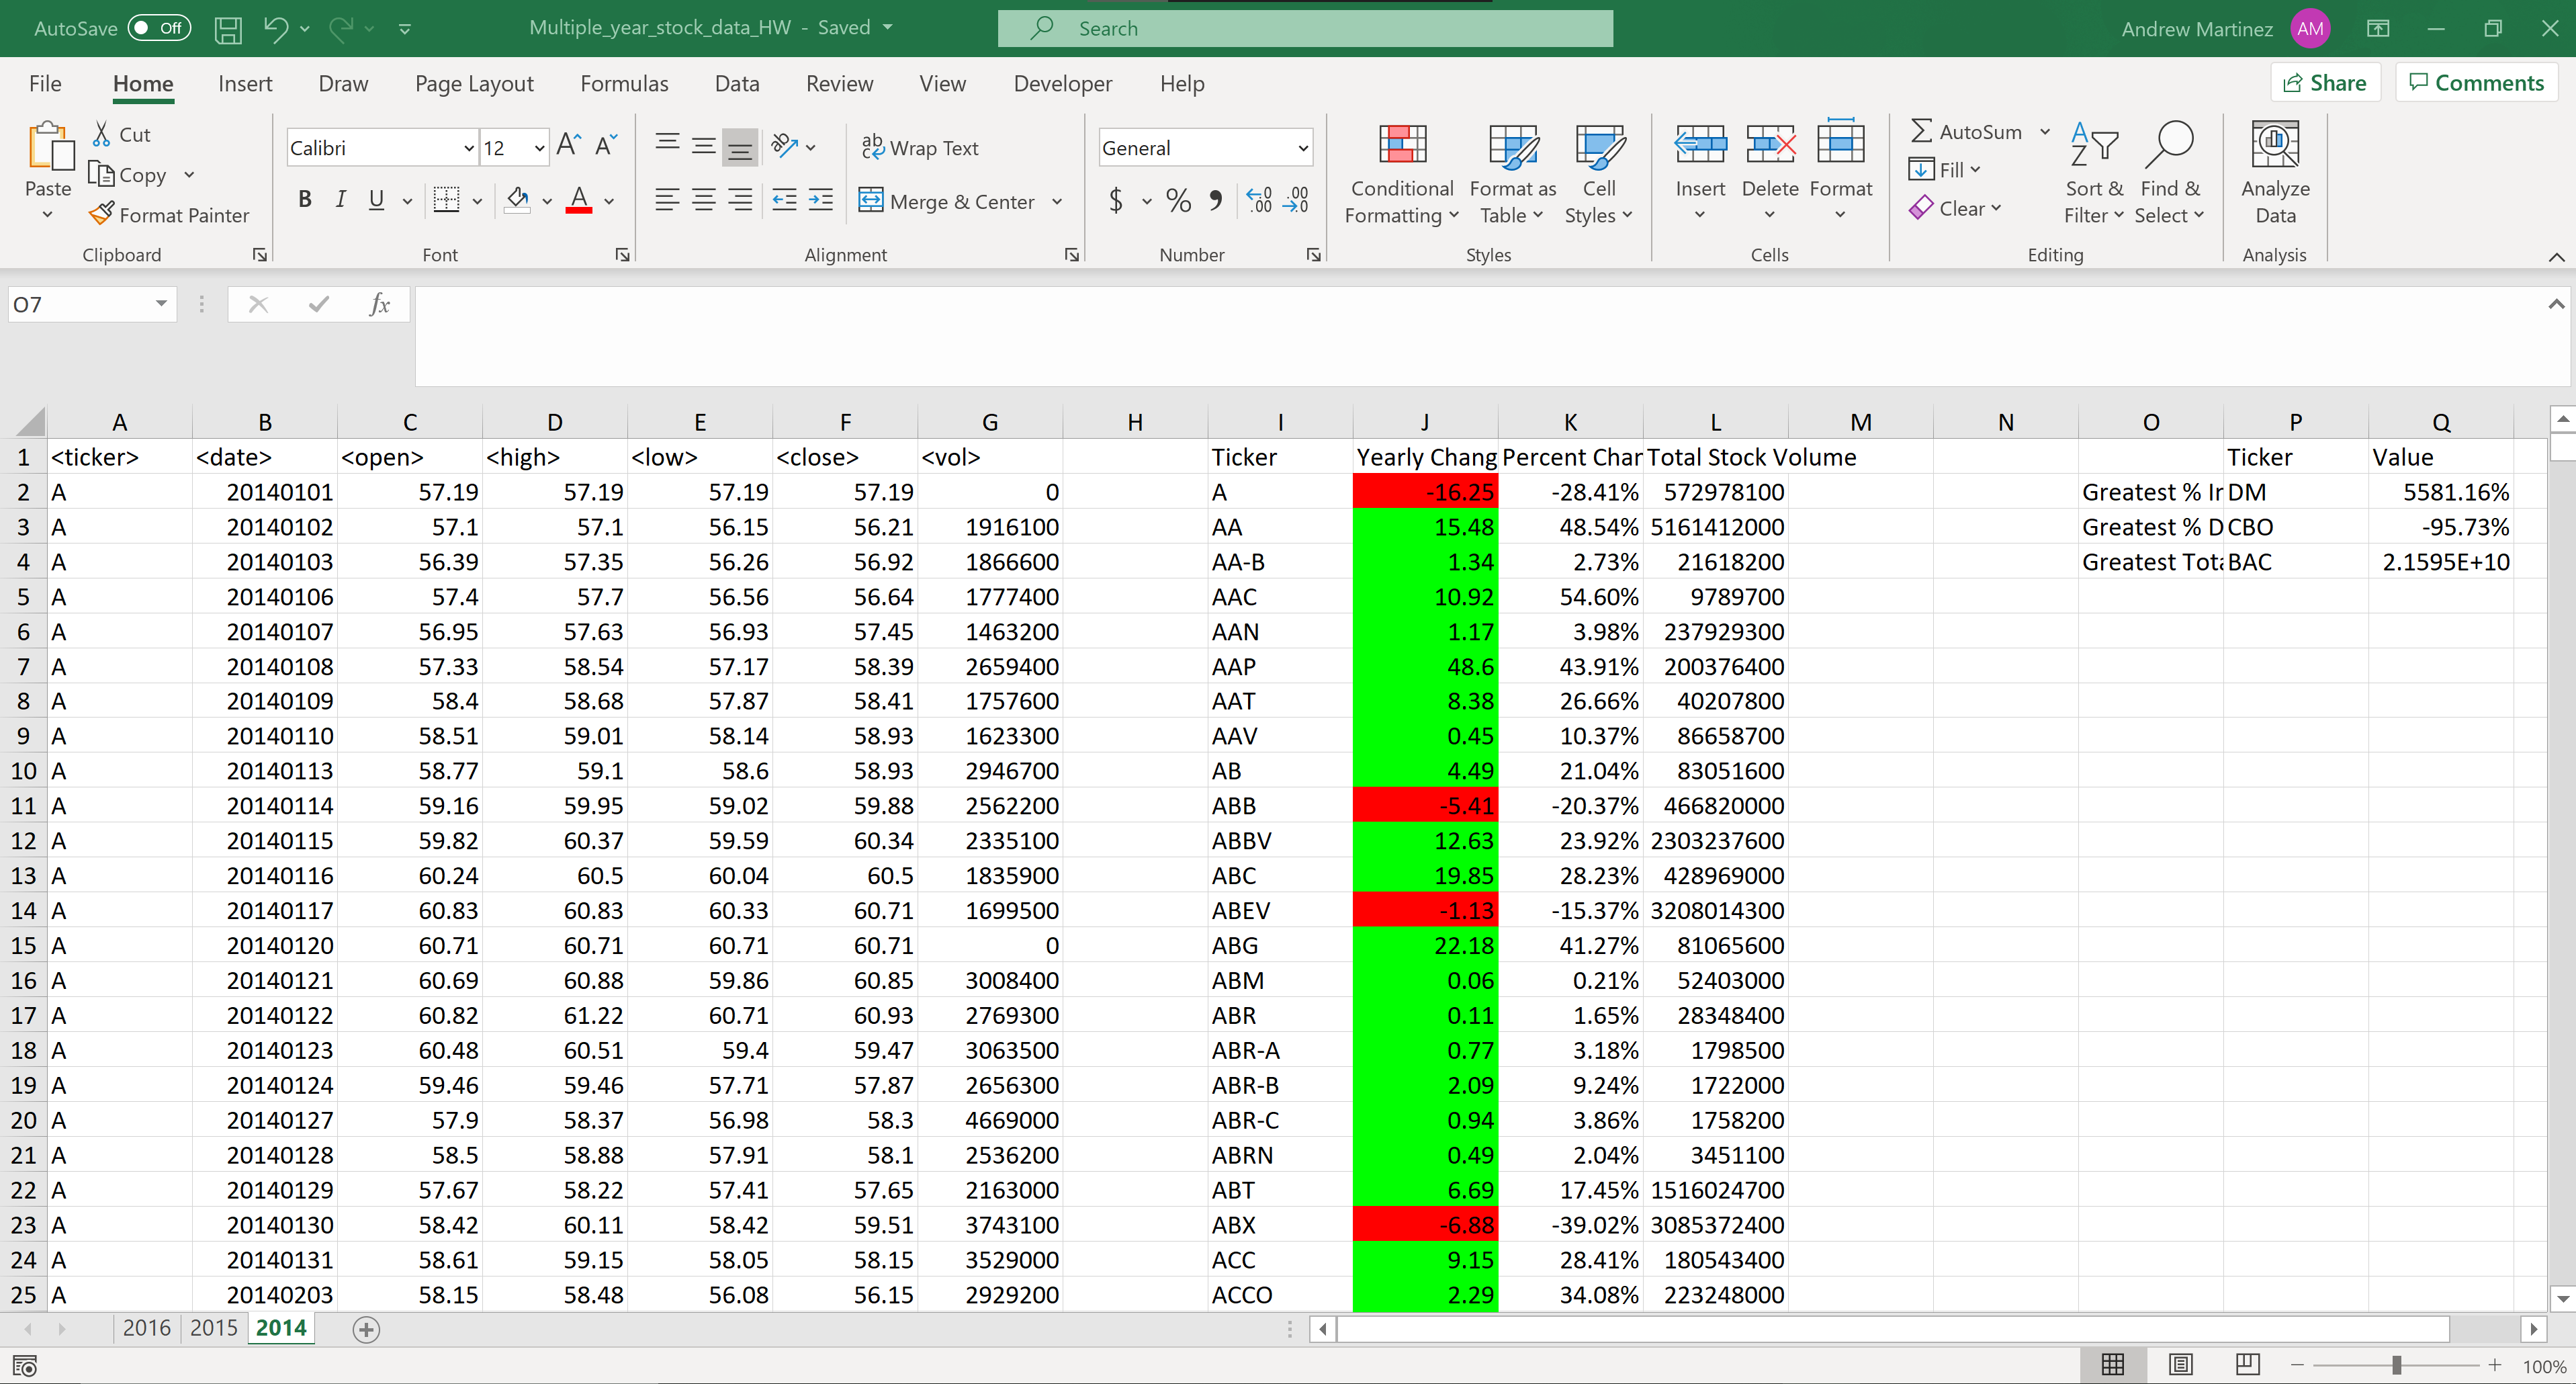 AutoSave Off Multiple_year_stock_data_HW - Saved Search Andrew Martinez AM
File Home Insert Draw Page Layout Formulas Data Review View Developer Help Share Comments
Paste Cut Copy Format Painter
Calibri 12 B I U A
ab Wrap Text Merge & Center
General $ % , .00
Conditional Formatting Format as Table Cell Styles
Insert Delete Format
AutoSum Fill Clear Sort & Filter Find & Select
Analyze Data
Clipboard Font Alignment Number Styles Cells Editing Analysis
O7 fx
A B C D E F G H I J K L M N O P Q
1 <ticker> <date> <open> <high> <low> <close> <vol> Ticker Yearly Chang Percent Char Total Stock Volume Ticker Value
2 A 20140101 57.19 57.19 57.19 57.19 0 A -16.25 -28.41% 572978100 Greatest % Ir DM 5581.16%
3 A 20140102 57.1 57.1 56.15 56.21 1916100 AA 15.48 48.54% 5161412000 Greatest % D CBO -95.73%
4 A 20140103 56.39 57.35 56.26 56.92 1866600 AA-B 1.34 2.73% 21618200 Greatest Tota BAC 2.1595E+10
5 A 20140106 57.4 57.7 56.56 56.64 1777400 AAC 10.92 54.60% 9789700
6 A 20140107 56.95 57.63 56.93 57.45 1463200 AAN 1.17 3.98% 237929300
7 A 20140108 57.33 58.54 57.17 58.39 2659400 AAP 48.6 43.91% 200376400
8 A 20140109 58.4 58.68 57.87 58.41 1757600 AAT 8.38 26.66% 40207800
9 A 20140110 58.51 59.01 58.14 58.93 1623300 AAV 0.45 10.37% 86658700
10 A 20140113 58.77 59.1 58.6 58.93 2946700 AB 4.49 21.04% 83051600
11 A 20140114 59.16 59.95 59.02 59.88 2562200 ABB -5.41 -20.37% 466820000
12 A 20140115 59.82 60.37 59.59 60.34 2335100 ABBV 12.63 23.92% 2303237600
13 A 20140116 60.24 60.5 60.04 60.5 1835900 ABC 19.85 28.23% 428969000
14 A 20140117 60.83 60.83 60.33 60.71 1699500 ABEV -1.13 -15.37% 3208014300
15 A 20140120 60.71 60.71 60.71 60.71 0 ABG 22.18 41.27% 81065600
16 A 20140121 60.69 60.88 59.86 60.85 3008400 ABM 0.06 0.21% 52403000
17 A 20140122 60.82 61.22 60.71 60.93 2769300 ABR 0.11 1.65% 28348400
18 A 20140123 60.48 60.51 59.4 59.47 3063500 ABR-A 0.77 3.18% 1798500
19 A 20140124 59.46 59.46 57.71 57.87 2656300 ABR-B 2.09 9.24% 1722000
20 A 20140127 57.9 58.37 56.98 58.3 4669000 ABR-C 0.94 3.86% 1758200
21 A 20140128 58.5 58.88 57.91 58.1 2536200 ABRN 0.49 2.04% 3451100
22 A 20140129 57.67 58.22 57.41 57.65 2163000 ABT 6.69 17.45% 1516024700
23 A 20140130 58.42 60.11 58.42 59.51 3743100 ABX -6.88 -39.02% 3085372400
24 A 20140131 58.61 59.15 58.05 58.15 3529000 ACC 9.15 28.41% 180543400
25 A 20140203 58.15 58.48 56.08 56.15 2929200 ACCO 2.29 34.08% 223248000
2016 2015 2014
100%